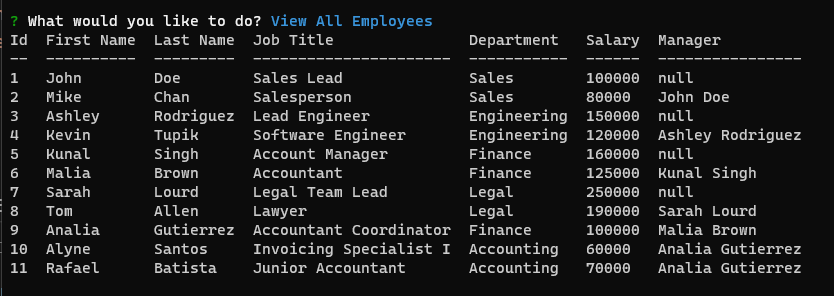 ? What would you like to do? View All Employees
Id  First Name  Last Name  Job Title               Department   Salary  Manager
--  ----------  ---------  ----------------------  -----------  ------  ----------------
1   John        Doe        Sales Lead              Sales        100000  null
2   Mike        Chan       Salesperson             Sales        80000   John Doe
3   Ashley      Rodriguez  Lead Engineer           Engineering  150000  null
4   Kevin       Tupik      Software Engineer       Engineering  120000  Ashley Rodriguez
5   Kunal       Singh      Account Manager         Finance      160000  null
6   Malia       Brown      Accountant              Finance      125000  Kunal Singh
7   Sarah       Lourd      Legal Team Lead         Legal        250000  null
8   Tom         Allen      Lawyer                  Legal        190000  Sarah Lourd
9   Analia      Gutierrez  Accountant Coordinator  Finance      100000  Malia Brown
10  Alyne       Santos     Invoicing Specialist I  Accounting   60000   Analia Gutierrez
11  Rafael      Batista    Junior Accountant       Accounting   70000   Analia Gutierrez